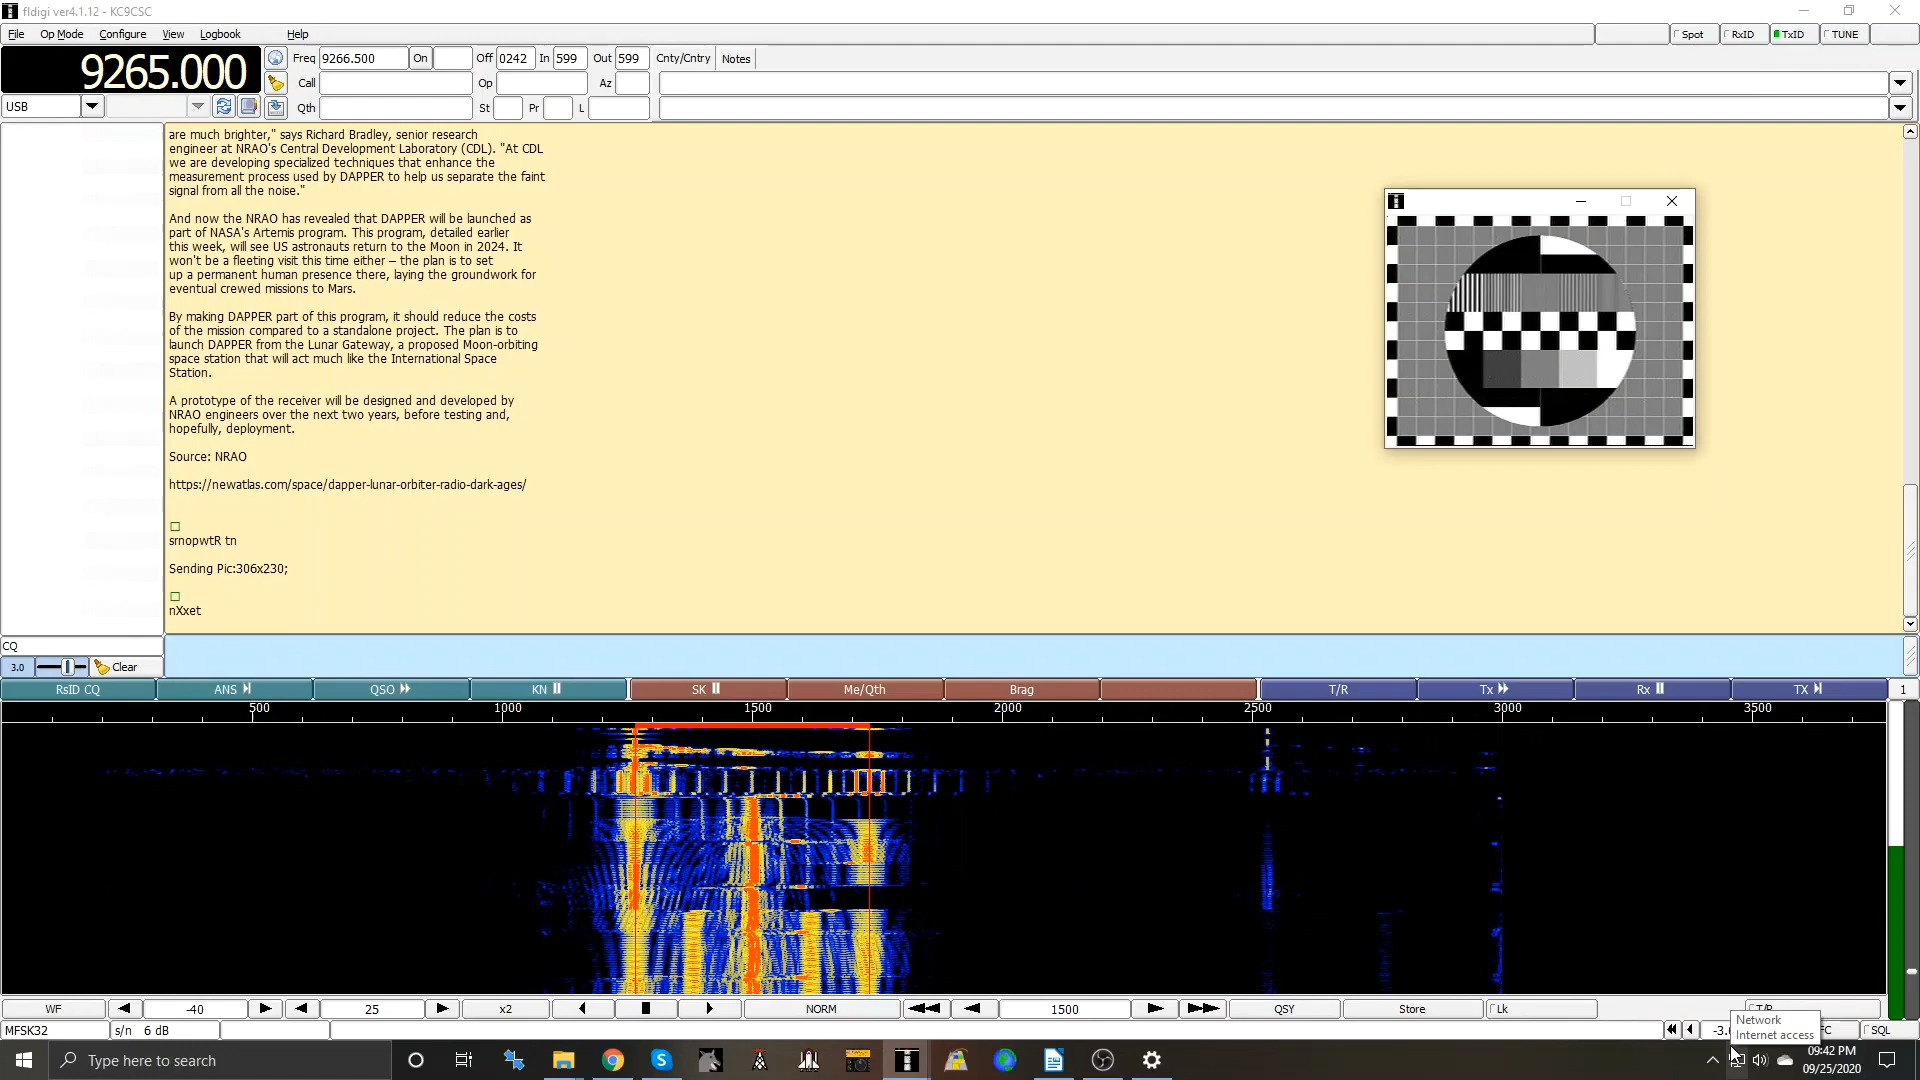 fldigi ver4.1.12 - KC9CSC
File Op Mode Configure View Logbook Help
Spot RxID TxID TUNE
9265.000
Freq 9266.500 On Off 0242 In 599 Out 599 Cnty/Cntry Notes
Call Op Az
USB
Qth St Pr L
are much brighter," says Richard Bradley, senior research
engineer at NRAO's Central Development Laboratory (CDL). "At CDL
we are developing specialized techniques that enhance the
measurement process used by DAPPER to help us separate the faint
signal from all the noise."
And now the NRAO has revealed that DAPPER will be launched as
part of NASA's Artemis program. This program, detailed earlier
this week, will see US astronauts return to the Moon in 2024. It
won't be a fleeting visit this time either – the plan is to set
up a permanent human presence there, laying the groundwork for
eventual crewed missions to Mars.
By making DAPPER part of this program, it should reduce the costs
of the mission compared to a standalone project. The plan is to
launch DAPPER from the Lunar Gateway, a proposed Moon-orbiting
space station that will act much like the International Space
Station.
A prototype of the receiver will be designed and developed by
NRAO engineers over the next two years, before testing and,
hopefully, deployment.
Source: NRAO
https://newatlas.com/space/dapper-lunar-orbiter-radio-dark-ages/
srnopwtR tn
Sending Pic:306x230;
nXxet
CQ
3.0 Clear
RsID CQ ANS QSO KN SK Me/Qth Brag T/R Tx Rx TX 1
500 1000 1500 2000 2500 3000 3500
WF -40 25 x2 NORM 1500 QSY Store Lk T/R
MFSK32 s/n 6 dB -3. FC SQL
Network
Internet access
Type here to search
09:42 PM
09/25/2020